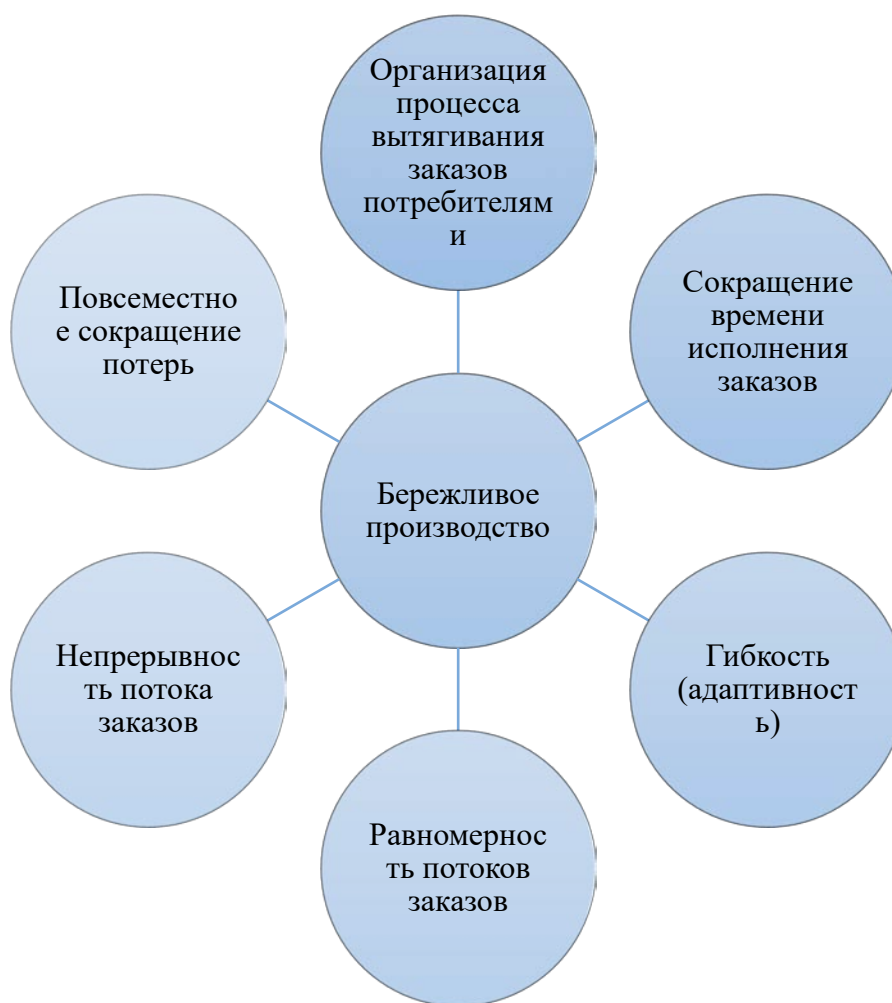 Организация
процесса
вытягивания
заказов
потребителям
и
Сокращение
времени
исполнения
заказов
Гибкость
(адаптивност
ь)
Равномернос
ть потоков
заказов
Непрерывнос
ть потока
заказов
Повсеместно
е сокращение
потерь
Бережливое
производство